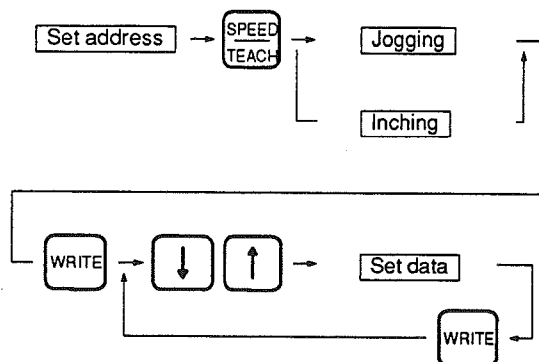 Set address
SPEED
TEACH
Jogging
Inching
WRITE
↓
↑
Set data
WRITE